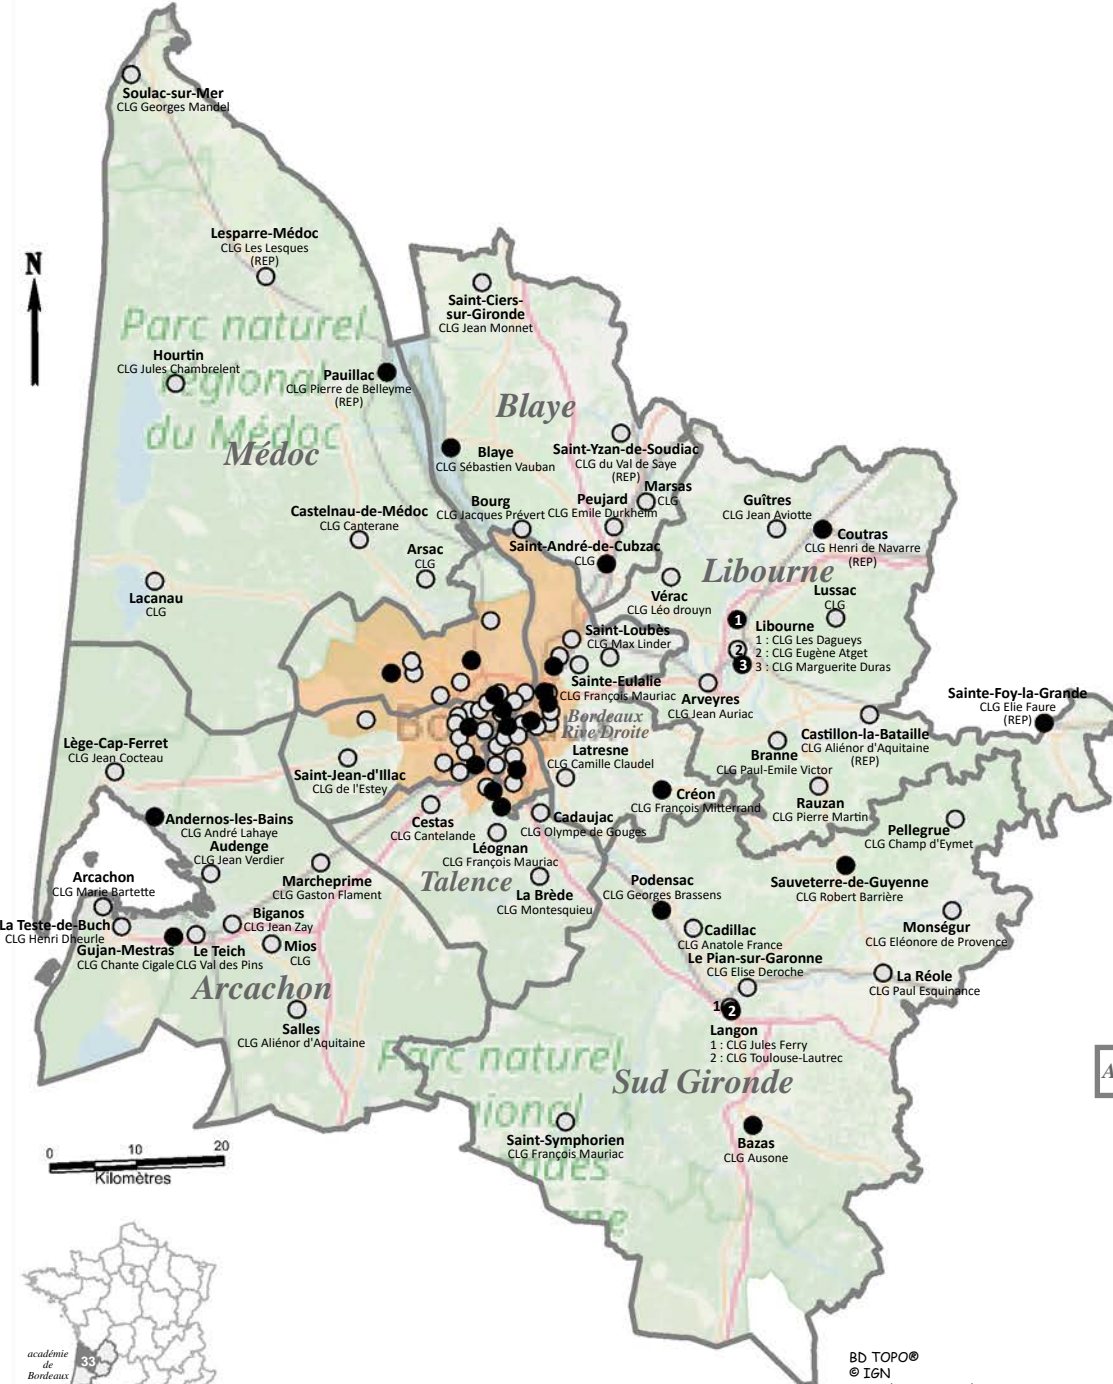 Soulac-sur-Mer
CLG Georges Mandel
Lesparre-Médoc
CLG Les Lesques
(REP)
N
Saint-Ciers-
sur-Gironde
CLG Jean Monnet
Parc naturel
régional
du Médoc
Hourtin
CLG Jules Chambrelent
Pauillac
CLG Pierre de Belleyme
(REP)
Blaye
Médoc
Blaye
CLG Sébastien Vauban
Saint-Yzan-de-Soudiac
CLG du Val de Saye
(REP)
Marsas
CLG
Bourg
CLG Jacques Prévert
Peujard
CLG Emile Durkheim
Guîtres
CLG Jean Aviotte
Castelnau-de-Médoc
CLG Canterane
Arsac
CLG
Saint-André-de-Cubzac
CLG
Coutras
CLG Henri de Navarre
(REP)
Libourne
Lacanau
CLG
Vérac
CLG Léo drouyn
Lussac
CLG
1
2
3
Libourne
1 : CLG Les Dagueys
2 : CLG Eugène Atget
3 : CLG Marguerite Duras
Saint-Loubès
CLG Max Linder
Sainte-Eulalie
CLG François Mauriac
Arveyres
CLG Jean Auriac
Sainte-Foy-la-Grande
CLG Elie Faure
(REP)
Bordeaux
Rive Droite
Castillon-la-Bataille
CLG Aliénor d'Aquitaine
(REP)
Lège-Cap-Ferret
CLG Jean Cocteau
Saint-Jean-d'Illac
CLG de l'Estey
Latresne
CLG Camille Claudel
Branne
CLG Paul-Emile Victor
Créon
CLG François Mitterrand
Rauzan
CLG Pierre Martin
Andernos-les-Bains
CLG André Lahaye
Cestas
CLG Cantelande
Cadaujac
CLG Olympe de Gouges
Pellegrue
CLG Champ d'Eymet
Audenge
CLG Jean Verdier
Léognan
CLG François Mauriac
Marcheprime
CLG Gaston Flament
Talence
La Brède
CLG Montesquieu
Podensac
CLG Georges Brassens
Sauveterre-de-Guyenne
CLG Robert Barrière
Arcachon
CLG Marie Bartette
La Teste-de-Buch
CLG Henri Dheurle
Biganos
CLG Jean Zay
Gujan-Mestras
CLG Chante Cigale
Le Teich
CLG Val des Pins
Mios
CLG
Cadillac
CLG Anatole France
Monségur
CLG Eléonore de Provence
Le Pian-sur-Garonne
CLG Elise Deroche
La Réole
CLG Paul Esquinance
Arcachon
1
2
Langon
1 : CLG Jules Ferry
2 : CLG Toulouse-Lautrec
Salles
CLG Aliénor d'Aquitaine
Parc naturel
Sud Gironde
A
Saint-Symphorien
CLG François Mauriac
Bazas
CLG Ausone
0 10 20
Kilomètres
académie
de
Bordeaux
33
BD TOPO®
© IGN